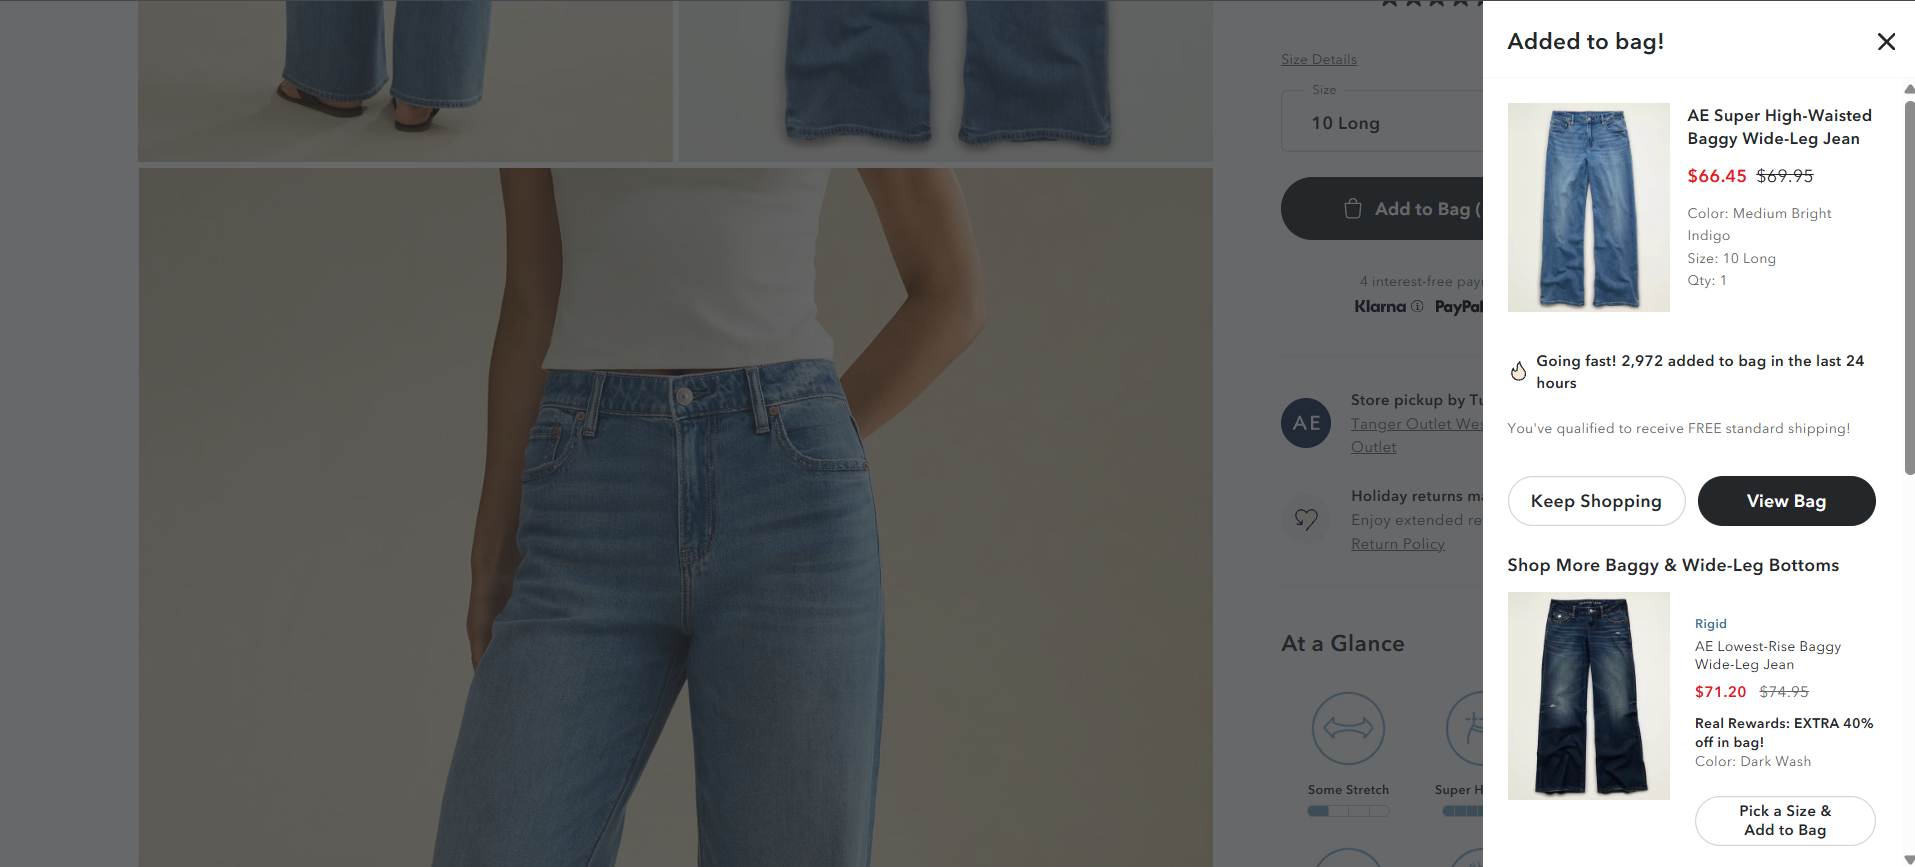 Size Details
Size
10 Long
Add to Bag (
4 interest-free pay
Klarna
PayPal
AE
Store pickup by Tu
Tanger Outlet Wes
Outlet
Holiday returns ma
Enjoy extended re
Return Policy
At a Glance
Some Stretch
Super H
Added to bag!
AE Super High-Waisted
Baggy Wide-Leg Jean
$66.45 $69.95
Color: Medium Bright
Indigo
Size: 10 Long
Qty: 1
Going fast! 2,972 added to bag in the last 24
hours
You've qualified to receive FREE standard shipping!
Keep Shopping
View Bag
Shop More Baggy & Wide-Leg Bottoms
Rigid
AE Lowest-Rise Baggy
Wide-Leg Jean
$71.20 $74.95
Real Rewards: EXTRA 40%
off in bag!
Color: Dark Wash
Pick a Size &
Add to Bag